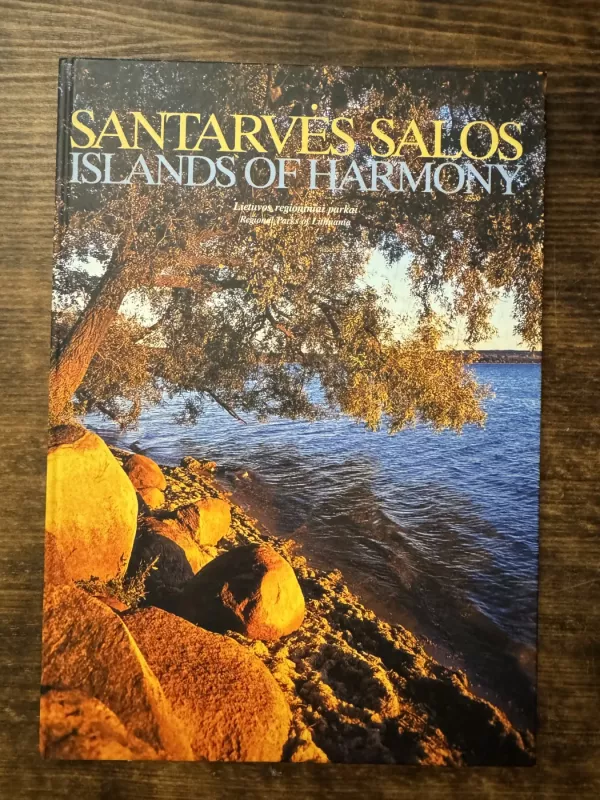 SANTARVĖS SALOS
ISLANDS OF HARMONY
Lietuvos regioniniai parkai
Regional Parks of Lithuania